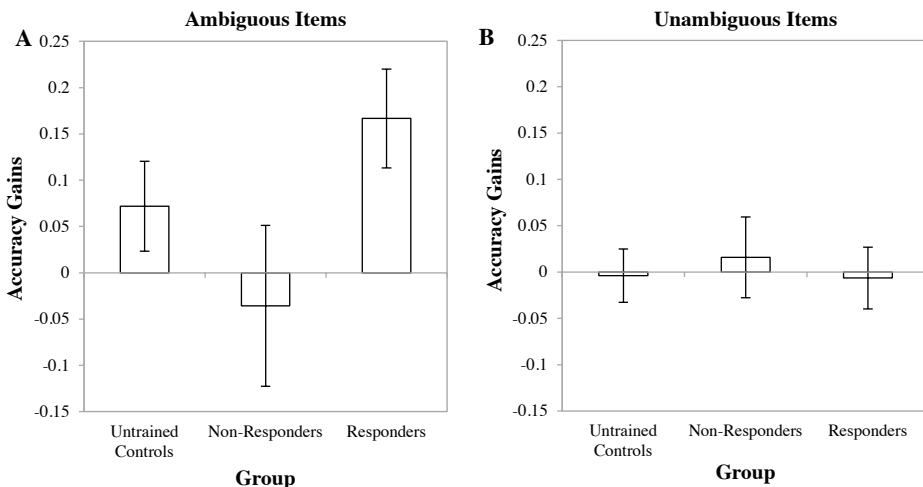 A
Ambiguous Items
0.25
0.2
0.15
0.1
0.05
0
-0.05
-0.1
-0.15
Accuracy Gains
Untrained
Controls
Non-Responders
Responders
Group
B
Unambiguous Items
0.25
0.2
0.15
0.1
0.05
0
-0.05
-0.1
-0.15
Accuracy Gains
Untrained
Controls
Non-Responders
Responders
Group